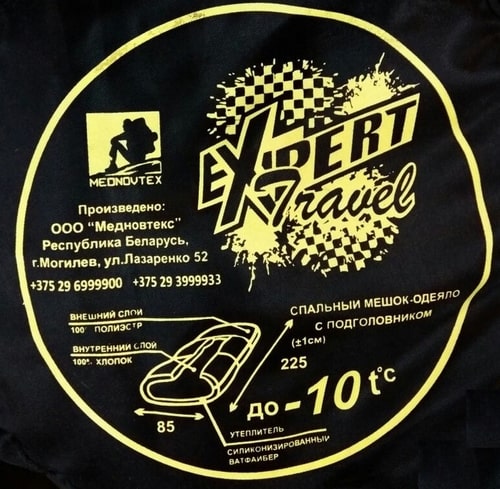 EXPERT
Travel
MEDNOVTEX
Произведено:
ООО "Медновтекс"
Республика Беларусь,
г.Могилев, ул.Лазаренко 52
+375 29 6999900 +375 29 3999933
ВНЕШНИЙ СЛОЙ
100% ПОЛИЭСТР
ВНУТРЕННИЙ СЛОЙ
100% ХЛОПОК
СПАЛЬНЫЙ МЕШОК-ОДЕЯЛО
С ПОДГОЛОВНИКОМ
(±1см)
225
85
до -10 t°с
УТЕПЛИТЕЛЬ
СИЛИКОНИЗИРОВАННЫЙ
ВАТФАЙБЕР